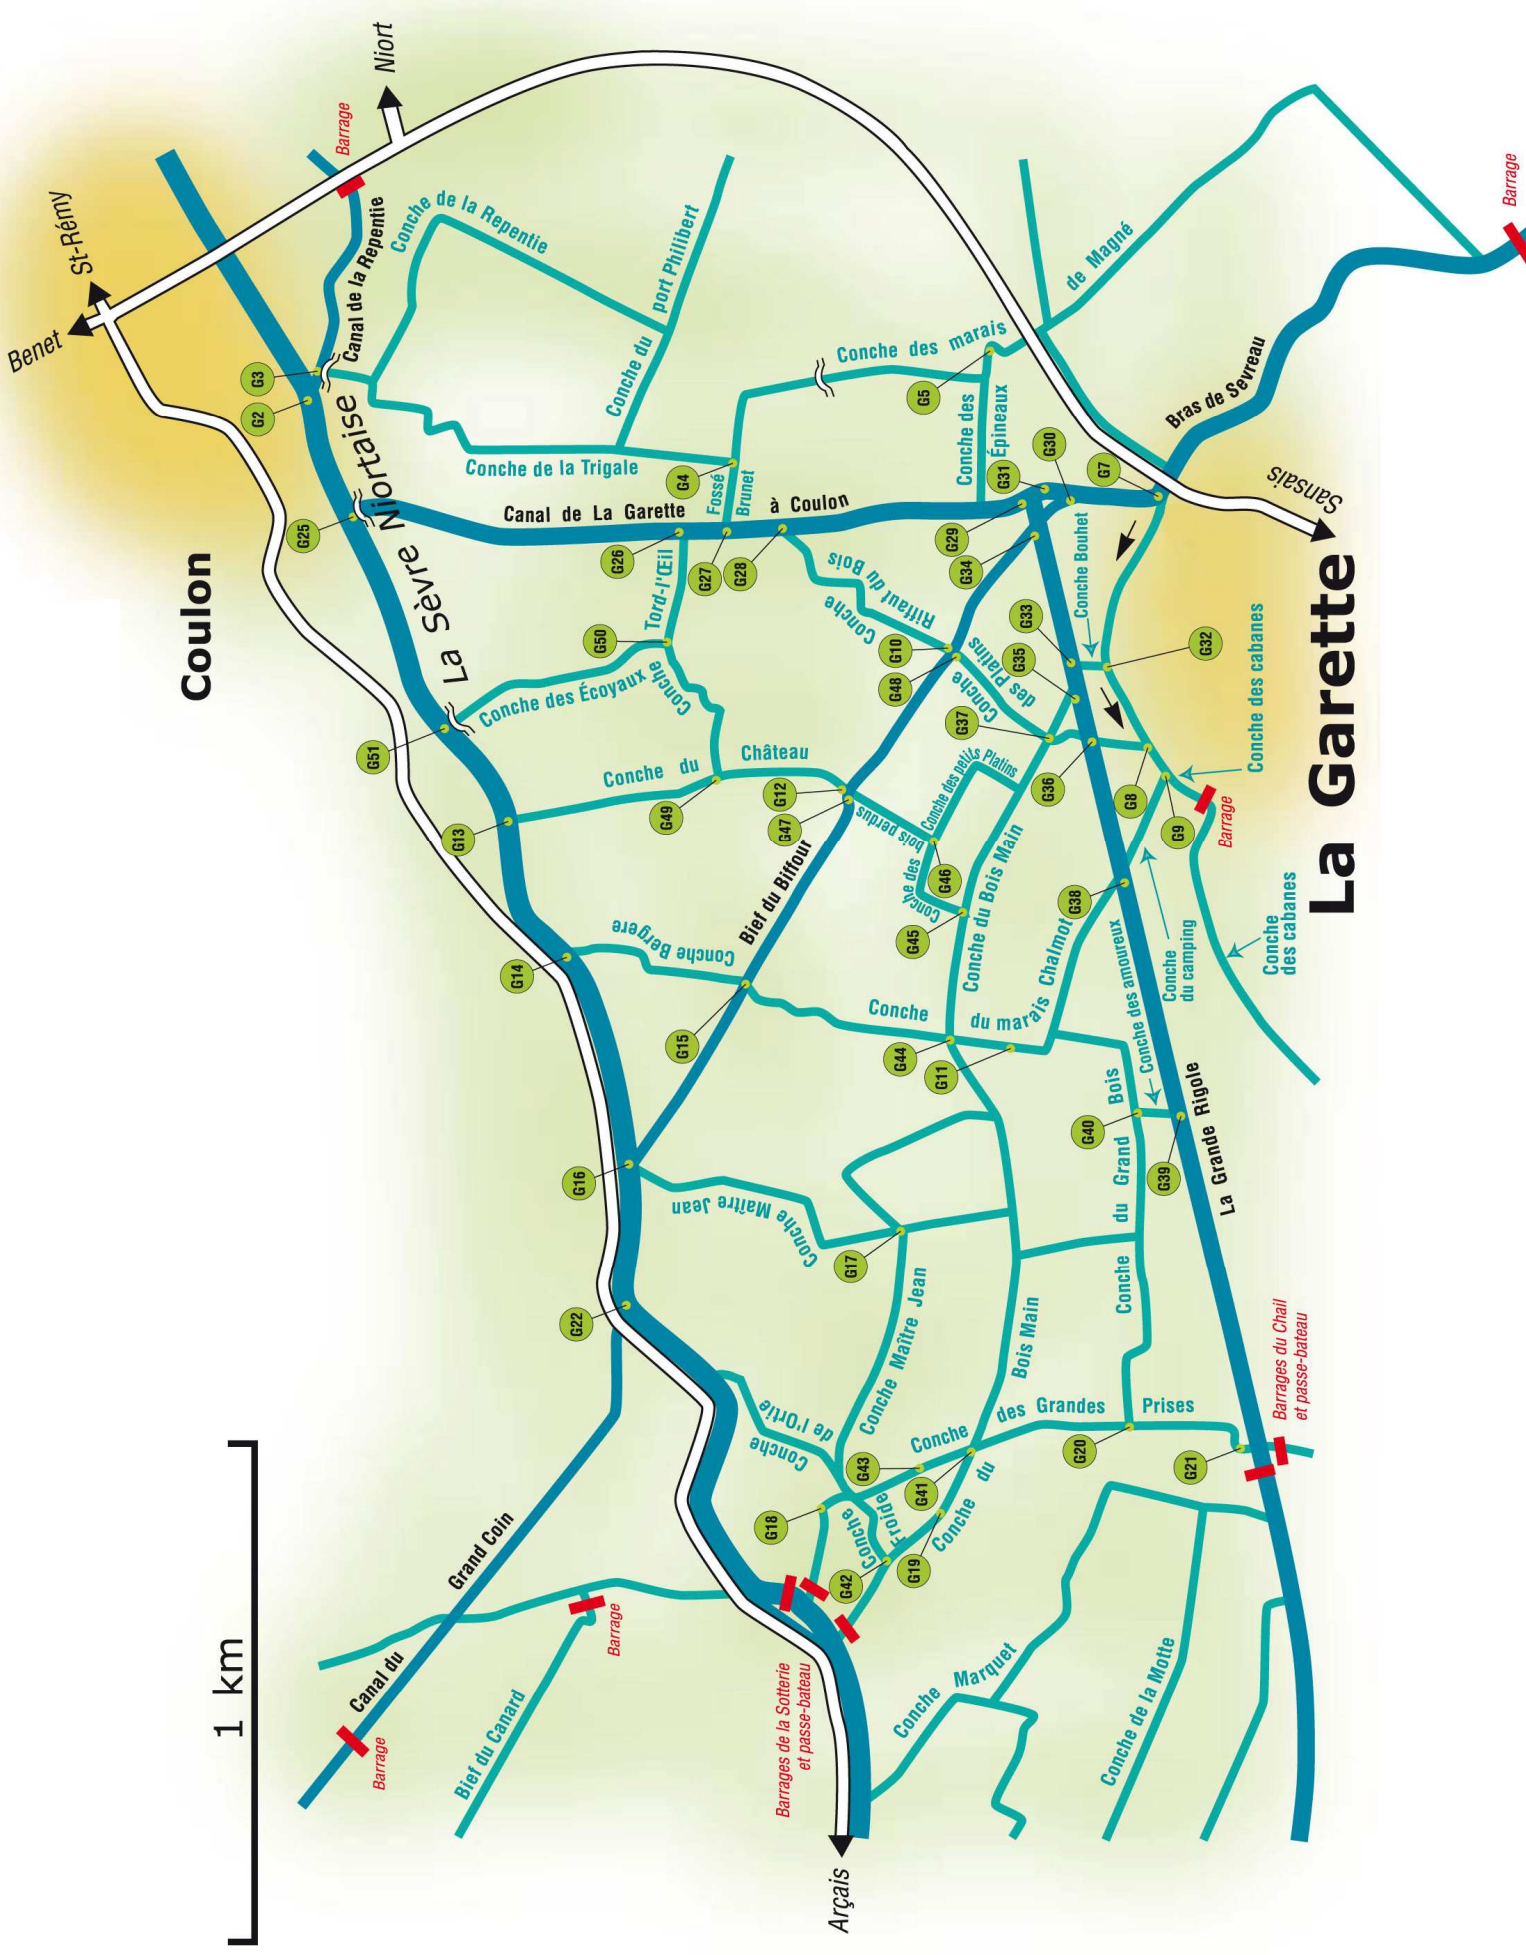 Benet
St-Rémy
Niort
Barrage
Coulon
G2
G3
Canal de la Repentie
Conche de la Repentie
Conche du port Philibert
La Sèvre Niortaise
G25
Conche de la Trigale
G4
Fossé
Brunet
Canal de La Garette
à Coulon
G26
G27
G28
Conche des marais
de Magné
G5
Conche des
Épineaux
Barrage
Bras de Sevreau
Sansais
G31
G30
G7
G29
G34
Conche Bouhet
G33
G32
G35
G51
Conche des Écoyaux
G50
Conche
Tord-l'Œil
Conche
Riffaut du Bois
G10
G48
Conche
des Platins
G37
G36
G8
G9
Conche des cabanes
Barrage
La Garette
G13
Conche du
Château
G49
G12
G47
Conche des
bois perdus
Conche des petits Platins
G46
G45
Conche du Bois Main
G38
Conche
du camping
Conche
des cabanes
G14
Conche Bergère
Bief du Biffour
G15
Conche
du marais Chalmot
G44
G11
Conche des amoureux
G40
G39
La Grande Rigole
Conche du Grand Bois
G16
Conche Maître Jean
G17
Conche Maître Jean
G22
Conche
de l'Ortie
Bois Main
Conche
des Grandes
Prises
G43
G41
G20
G21
Barrages du Chail
et passe-bateau
G18
Conche
Froide
G42
G19
Conche du
Grand Coin
Canal du
Barrage
Barrage
Bief du Canard
Barrages de la Sotterie
et passe-bateau
Conche Marquet
Conche de la Motte
Arçais
1 km